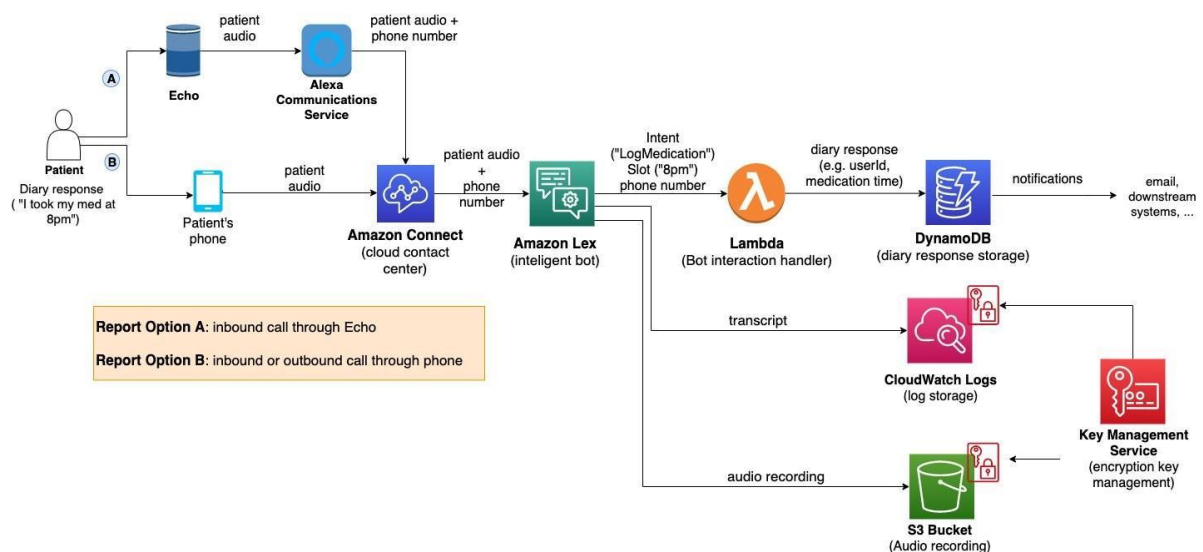 patient
audio
patient audio +
phone number
A
Echo
Alexa
Communications
Service
B
Patient
Diary response
( "I took my med at
8pm")
Patient's
phone
patient
audio
Amazon Connect
(cloud contact
center)
patient audio
+
phone
number
Amazon Lex
(inteligent bot)
Intent
("LogMedication")
Slot ("8pm")
phone number
Lambda
(Bot interaction handler)
diary response
(e.g. userId,
medication time)
DynamoDB
(diary response storage)
notifications
email,
downstream
systems, ...
Report Option A: inbound call through Echo
Report Option B: inbound or outbound call through phone
transcript
CloudWatch Logs
(log storage)
Key Management
Service
(encryption key
management)
audio recording
S3 Bucket
(Audio recording)